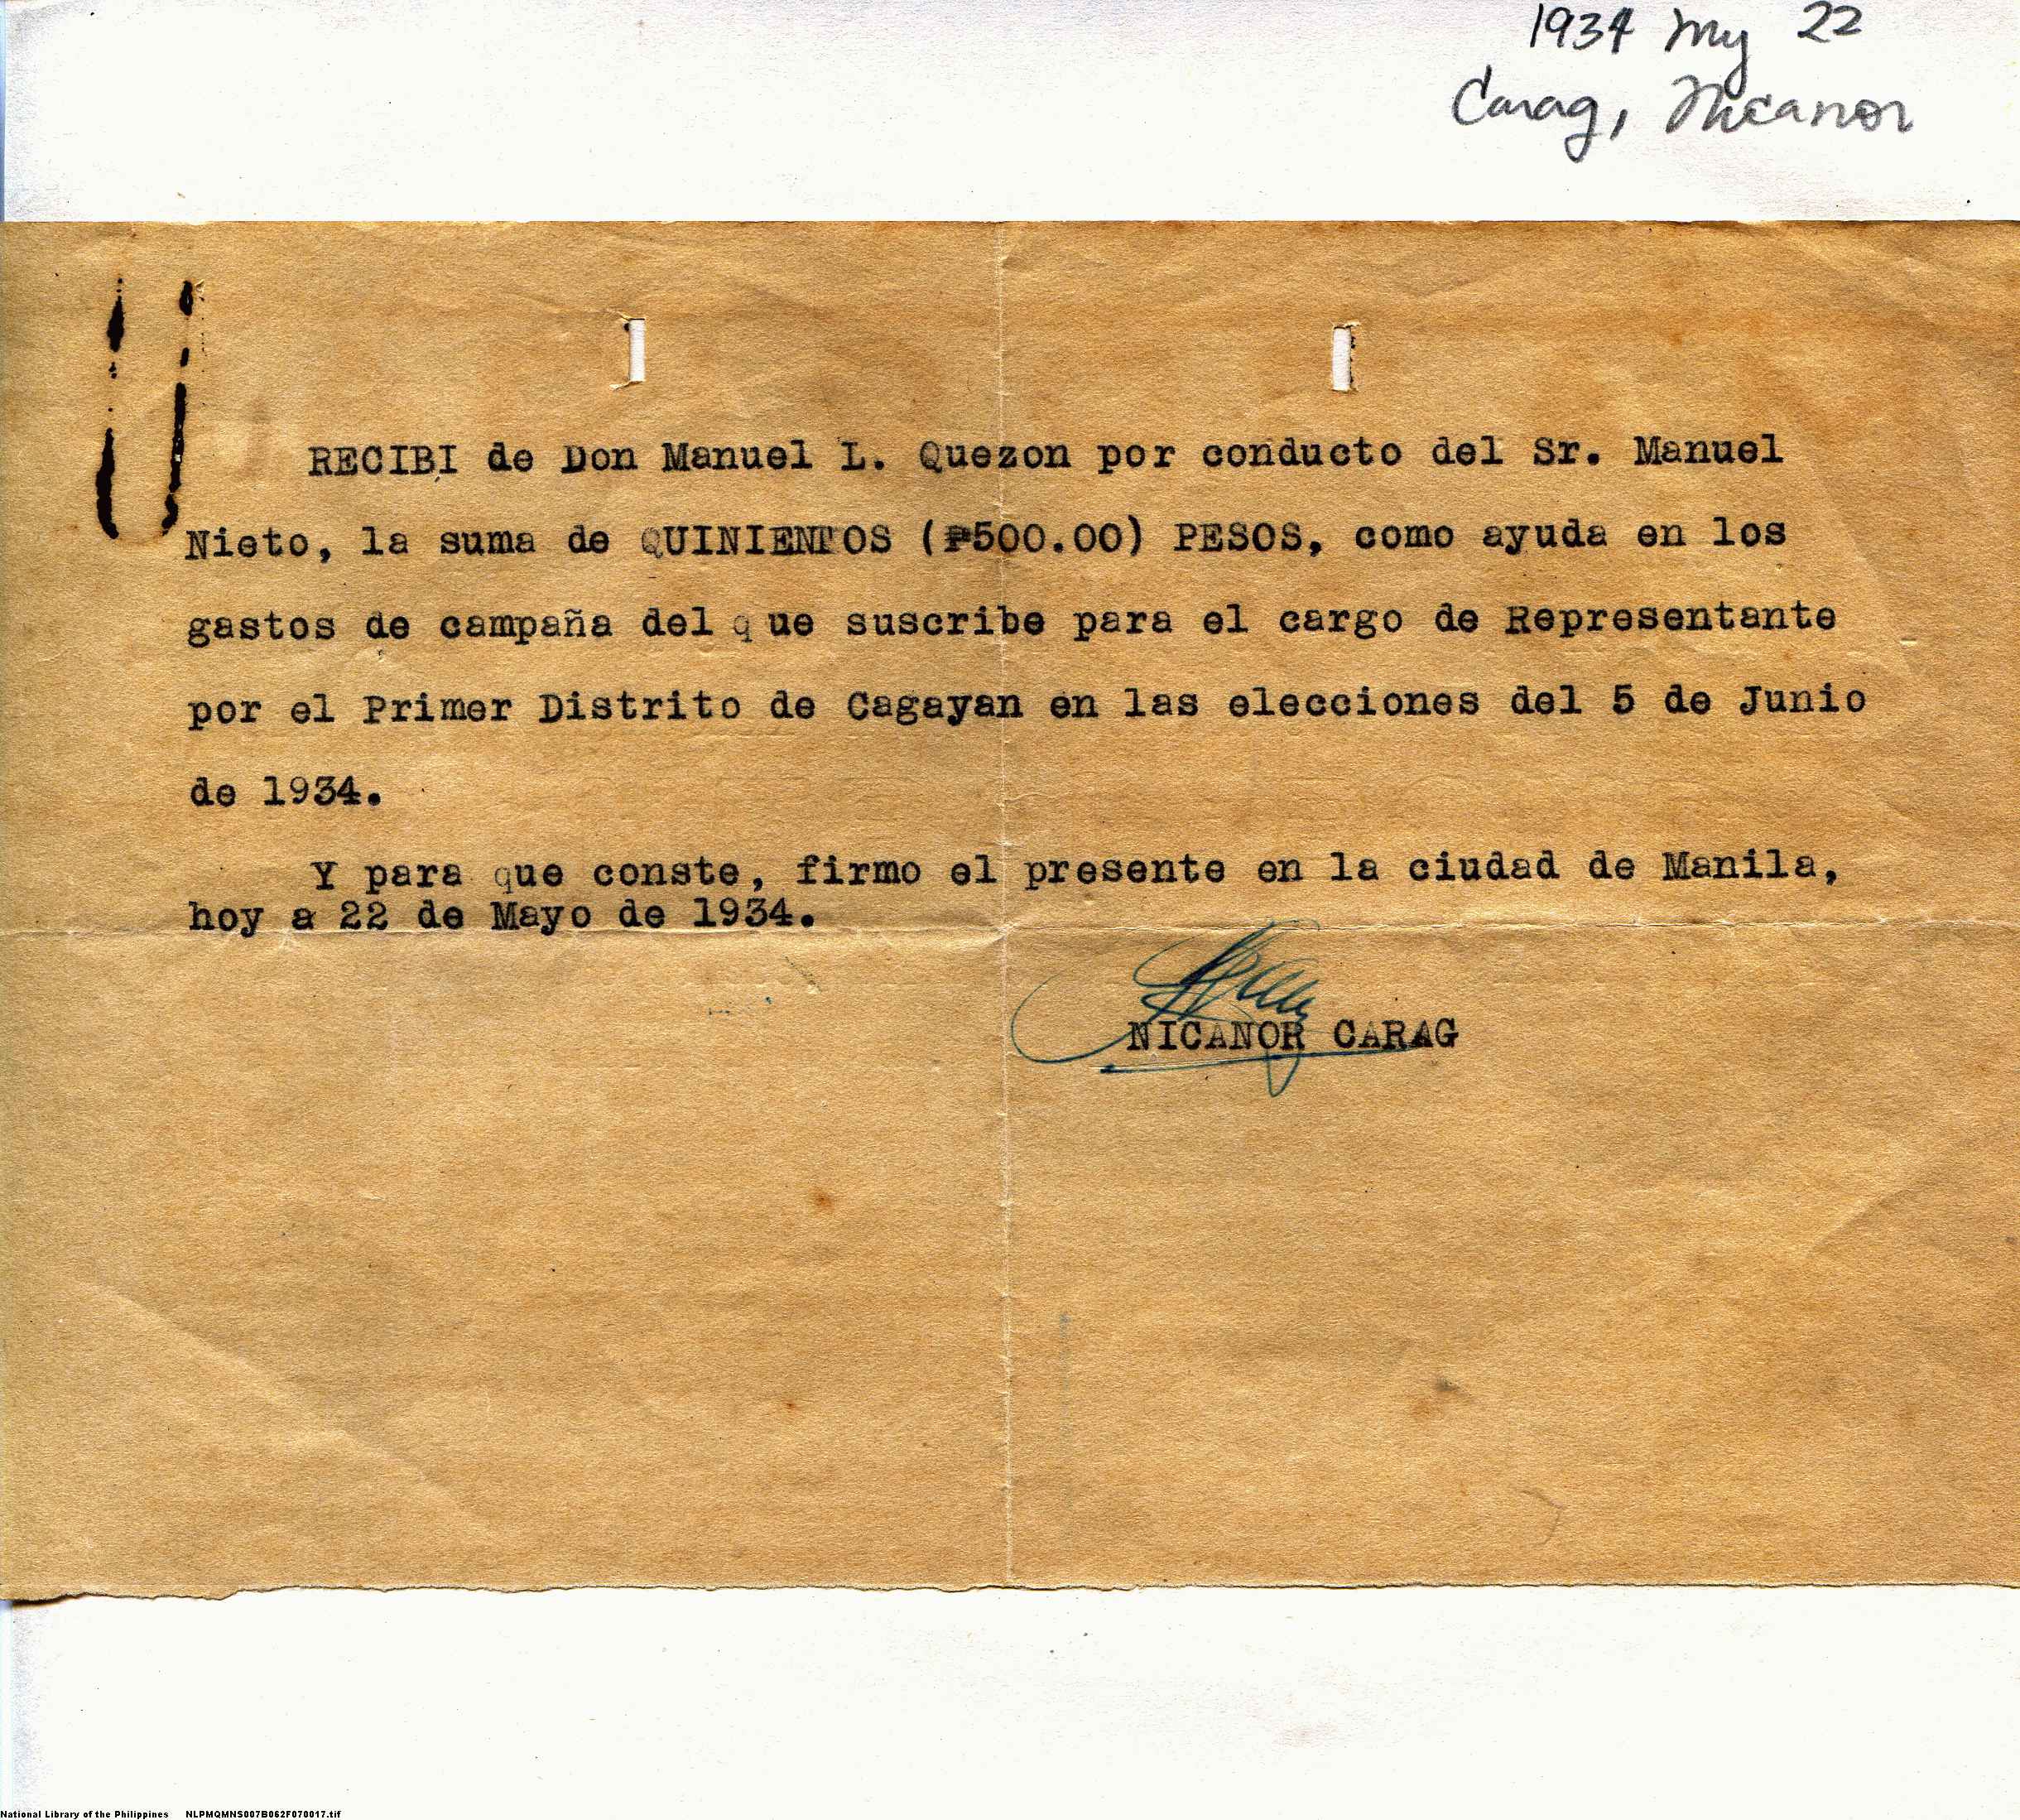 1934 My 22
Carag, Nicanor
RECIBI de Don Manuel L. Quezon por conducto del Sr. Manuel
Nieto, la suma de QUINIENTOS (₱500.00) PESOS, como ayuda en los
gastos de campaña del q ue suscribe para el cargo de Representante
por el Primer Distrito de Cagayan en las elecciones del 5 de Junio
de 1934.
Y para que conste, firmo el presente en la ciudad de Manila,
hoy a 22 de Mayo de 1934.
NICANOR CARAG
National Library of the Philippines NLPMQMNS007B062F070017.tif